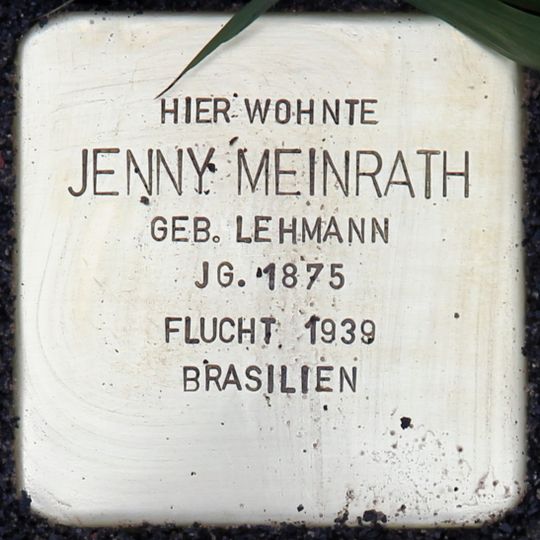 HIER WOHNTE
JENNY MEINRATH
GEB. LEHMANN
JG. 1875
FLUCHT 1939
BRASILIEN